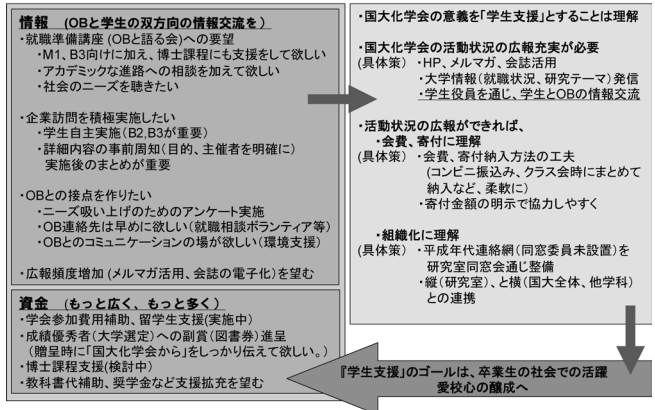 情報 (OBと学生の双方向の情報交流を)
・就職準備講座(OBと語る会)への要望
・M1、B3向けに加え、博士課程にも支援をして欲しい
・アカデミックな進路への相談を加えて欲しい
・社会のニーズを聴きたい
・企業訪問を積極実施したい
・学生自主実施(B2,B3が重要)
・詳細内容の事前周知(目的、主催者を明確に)
実施後のまとめが重要
・OBとの接点を作りたい
・ニーズ吸い上げのためのアンケート実施
・OB連絡先は早めに欲しい(就職相談ボランティア等)
・OBとのコミュニケーションの場が欲しい(環境支援)
・広報頻度増加(メルマガ活用、会誌の電子化)を望む
資金 (もっと広く、もっと多く)
・学会参加費用補助、留学生支援(実施中)
・成績優秀者(大学選定)への副賞(図書券)進呈
(贈呈時に「国大化学会から」をしっかり伝えて欲しい。)
・博士課程支援(検討中)
・教科書代補助、奨学金など支援拡充を望む
・国大化学会の意義を「学生支援」とすることは理解
・国大化学会の活動状況の広報充実が必要
(具体策) ・HP、メルマガ、会誌活用
・大学情報(就職状況、研究テーマ)発信
・学生役員を通じ、学生とOBの情報交流
・活動状況の広報ができれば、
・会費、寄付に理解
(具体策) ・会費、寄付納入方法の工夫
(コンビニ振込み、クラス会時にまとめて
納入など、柔軟に)
・寄付金額の明示で協力しやすく
・組織化に理解
(具体策) ・平成年代連絡網(同窓委員未設置)を
研究室同窓会通じ整備
・縦(研究室)、と横(国大全体、他学科)
との連携
『学生支援』のゴールは、卒業生の社会での活躍
愛校心の醸成へ